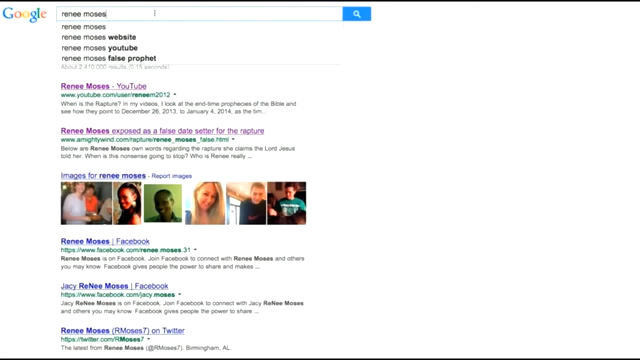 Google renee moses
renee moses
renee moses website
renee moses youtube
renee moses false prophet
About 2,410,000 results (0.15 seconds)
Renee Moses - YouTube
www.youtube.com/user/reneem2012
When is the Rapture? In my videos, I look at the end-time prophecies of the Bible and
see how they point to December 26, 2013, to January 4, 2014, as the tim..
Renee Moses exposed as a false date setter for the rapture
www.amightywind.com/rapture/renee_moses_false.html
Below are Renee Moses own words regarding the rapture she claims the Lord Jesus
told her. When is this nonsense going to stop? Who is Renee really ...
Images for renee moses - Report images
Renee Moses | Facebook
https://www.facebook.com/renee.moses.31
Renee Moses is on Facebook. Join Facebook to connect with Renee Moses and others
you may know. Facebook gives people the power to share and makes ...
Jacy ReNee Moses | Facebook
https://www.facebook.com/jacy.moses
Jacy ReNee Moses is on Facebook. Join Facebook to connect with Jacy ReNee
Moses and others you may know. Facebook gives people the power to share ...
Renee Moses (RMoses7) on Twitter
https://twitter.com/RMoses7
The latest from Renee Moses (@RMoses7). Birmingham, AL.